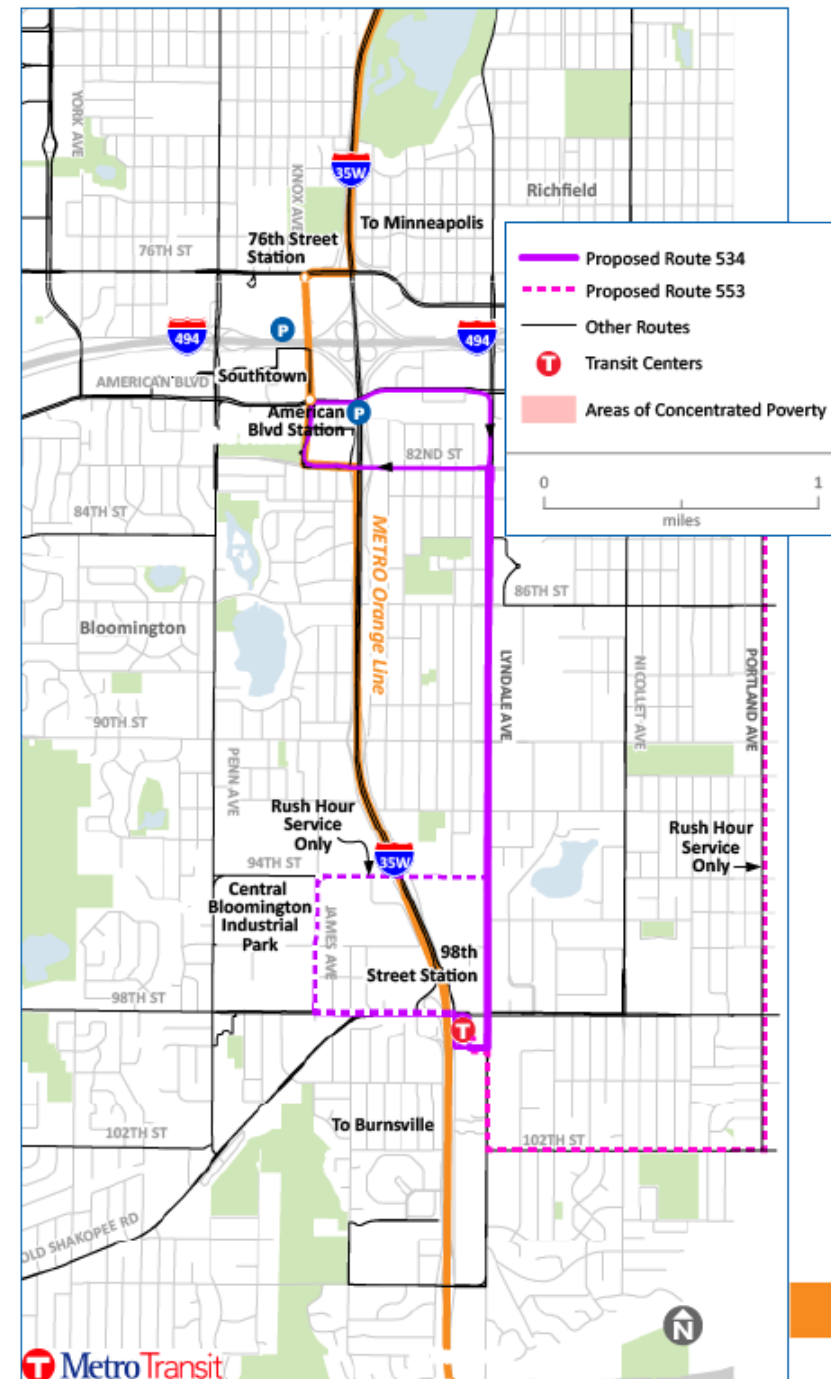 YORK AVE
KNOX AVE
35W
Richfield
To Minneapolis
76TH ST
76th Street
Station
Proposed Route 534
Proposed Route 553
Other Routes
T
Transit Centers
Areas of Concentrated Poverty
0
1
miles
494
P
494
Southtown
AMERICAN BLVD
American
Blvd Station
P
82ND ST
84TH ST
METRO Orange Line
86TH ST
Bloomington
LYNDALE AVE
NICOLLET AVE
PORTLAND AVE
90TH ST
PENN AVE
Rush Hour
Service
Only
35W
Rush Hour
Service
Only
94TH ST
Central
Bloomington
Industrial
Park
JAMES AVE
98th
Street Station
98TH ST
T
To Burnsville
102TH ST
102TH ST
OLD SHAKOPEE RD
N
T MetroTransit